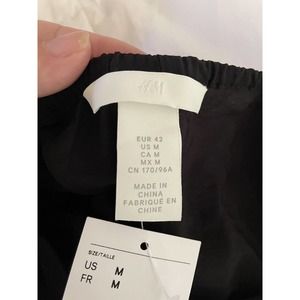 H&M
EUR 42
US M
CA M
MX M
CN 170/96A
MADE IN
CHINA
FABRIQUÉ EN
CHINE
SIZE/TAILLE
US M
FR M